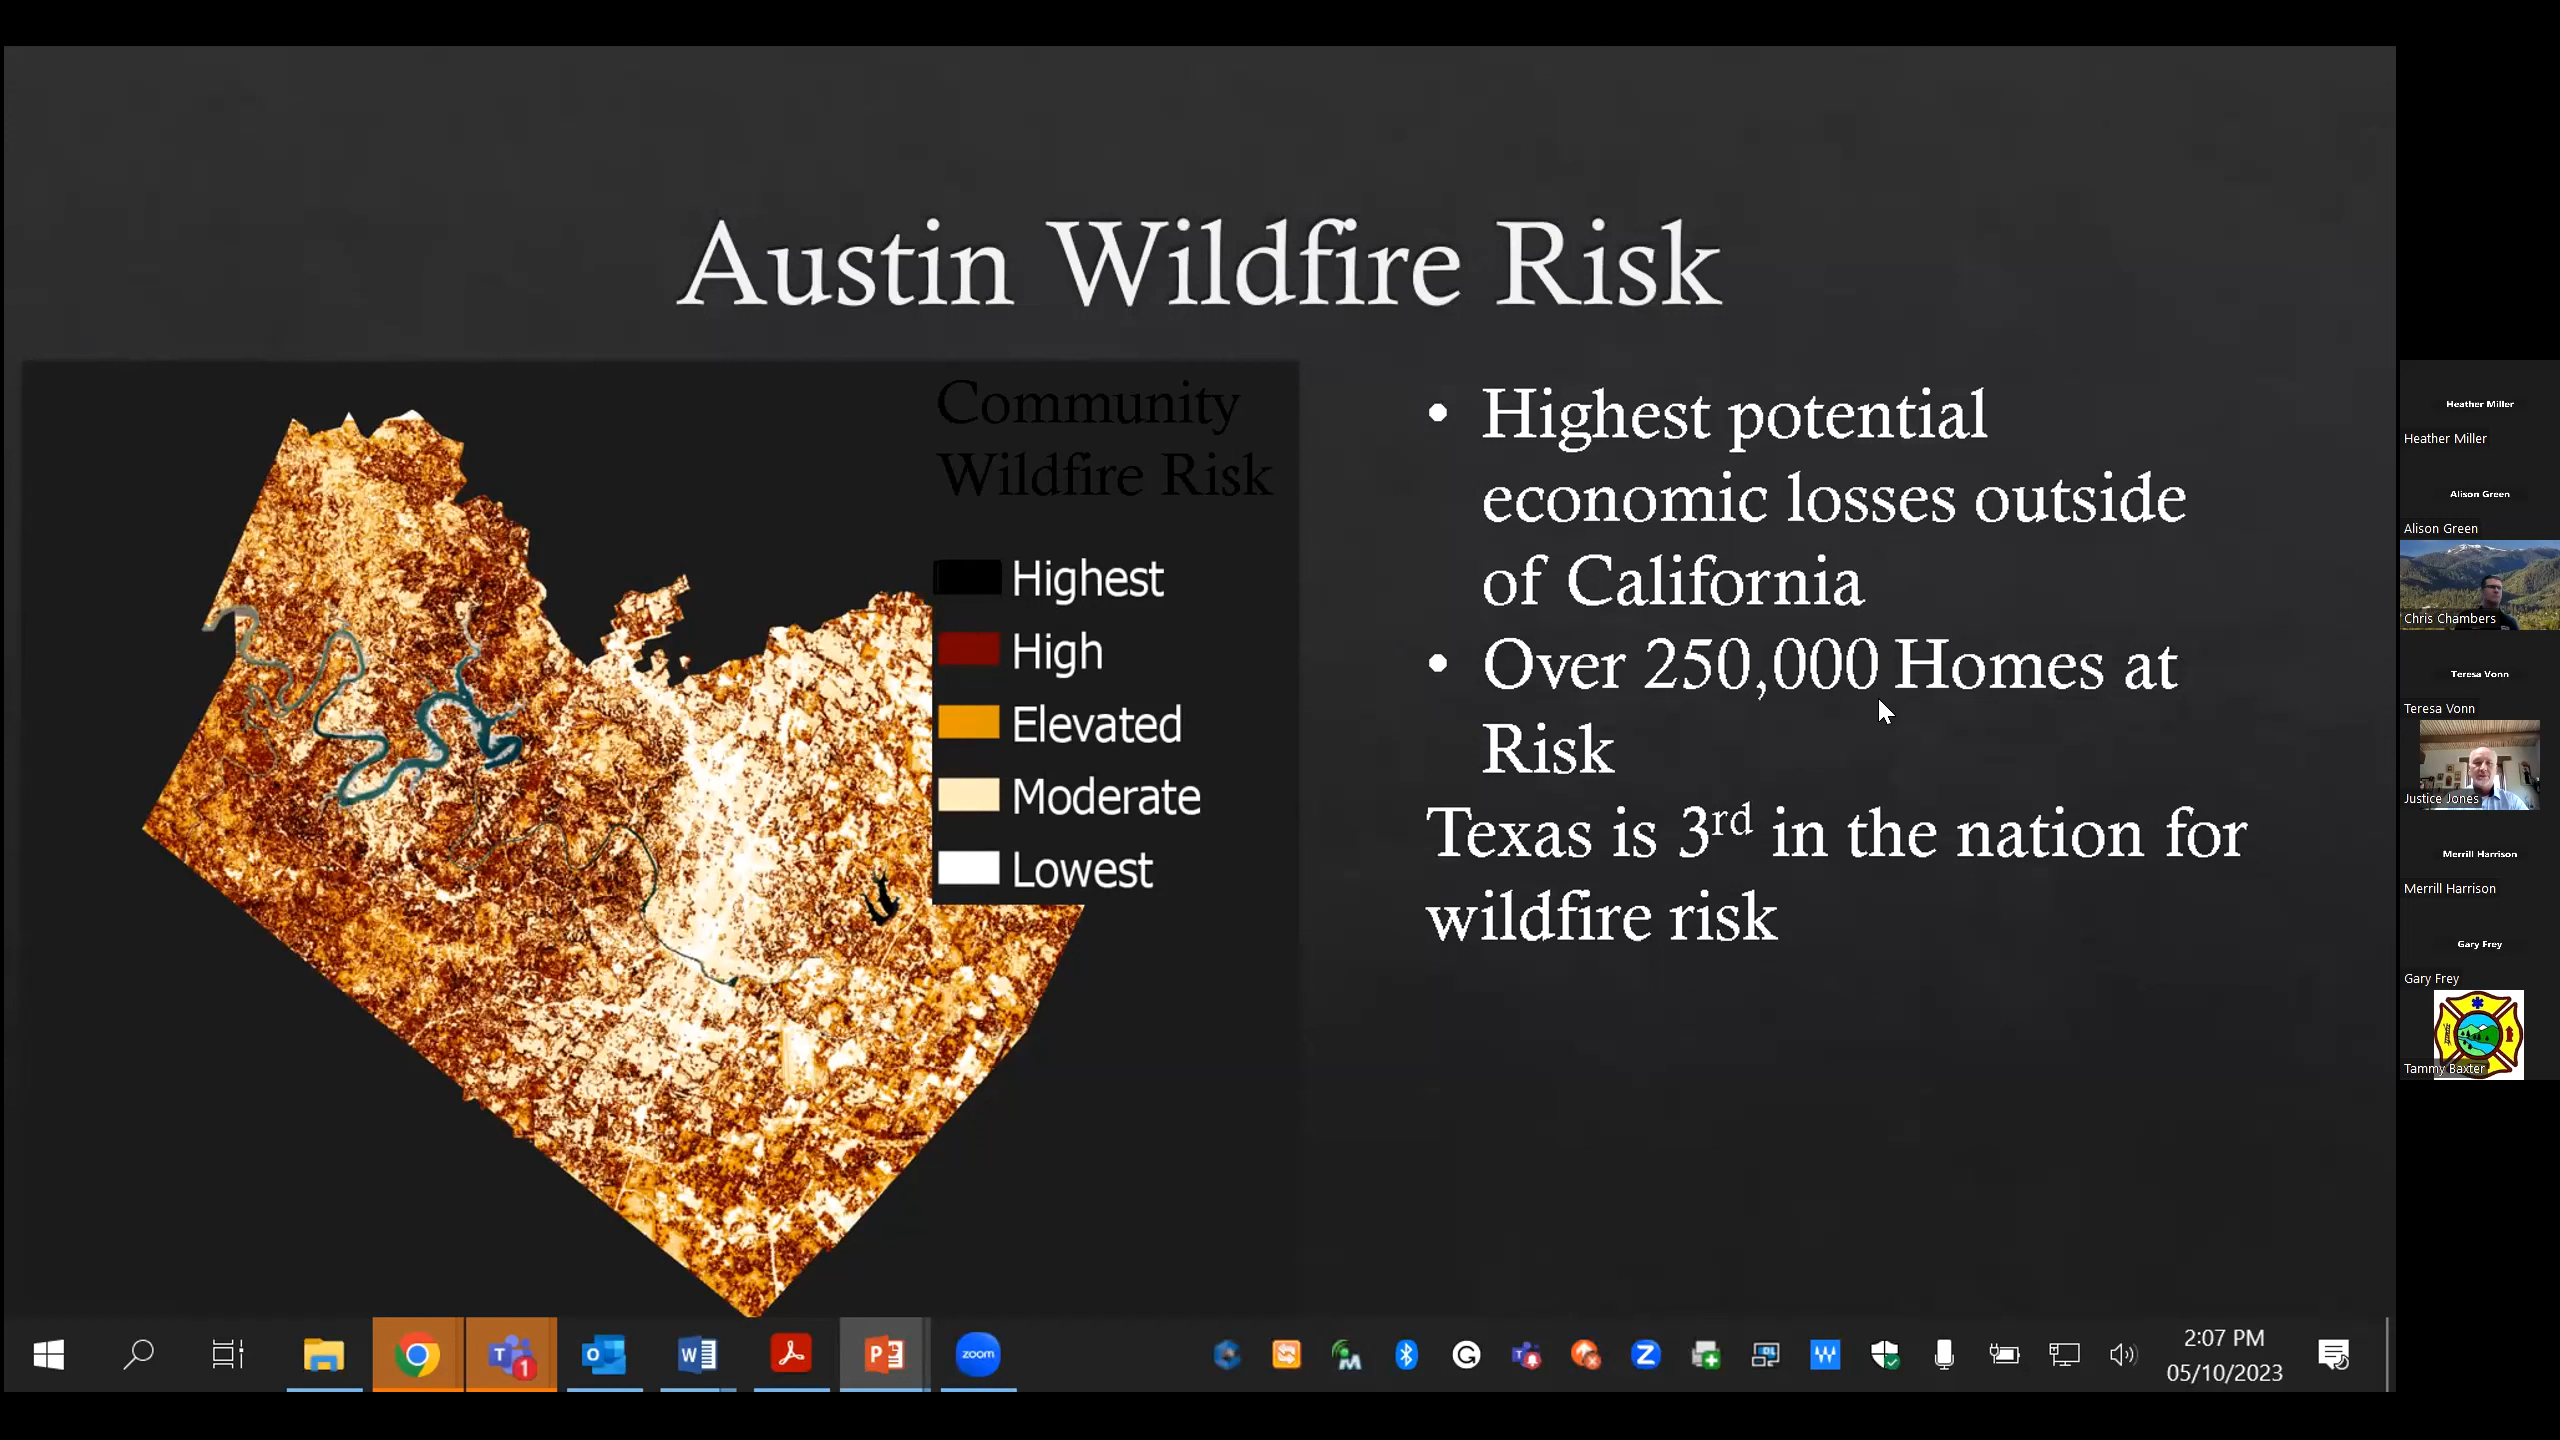 Austin Wildfire Risk
Community
Wildfire Risk
Highest
High
Elevated
Moderate
Lowest
• Highest potential
economic losses outside
of California
• Over 250,000 Homes at
Risk
Texas is 3rd in the nation for
wildfire risk
Heather Miller
Heather Miller
Alison Green
Alison Green
Chris Chambers
Teresa Vonn
Teresa Vonn
Justice Jones
Merrill Harrison
Merrill Harrison
Gary Frey
Gary Frey
Tammy Baxter
zoom
2:07 PM
05/10/2023